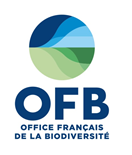 OFB
OFFICE FRANÇAIS
DE LA BIODIVERSITÉ